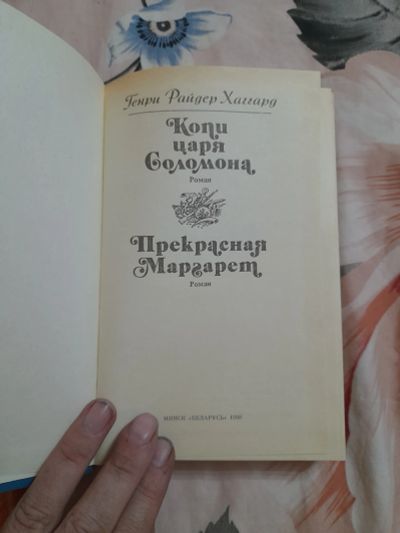 Генри Райдер Хаггард
Копи
царя
Соломона
Роман
Прекрасная
Маргарет
Роман
МИНСК «БЕЛАРУСЬ»